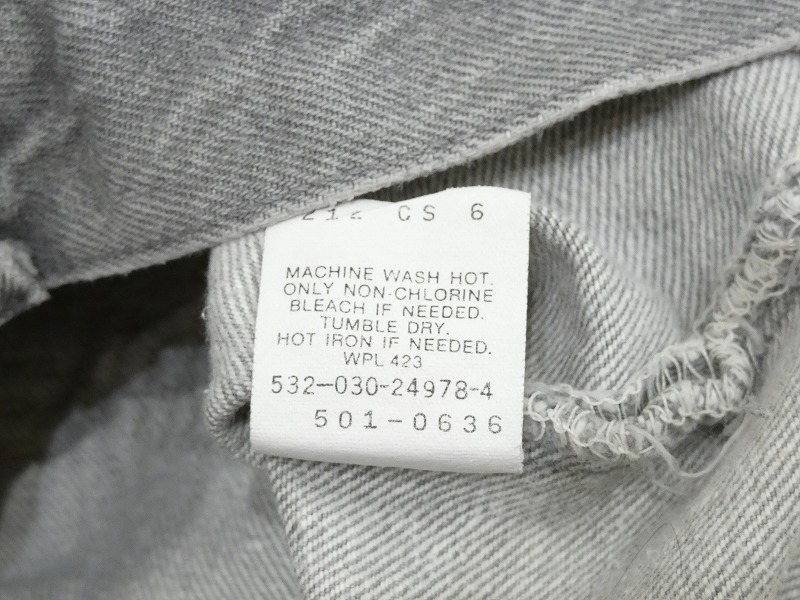 212 CS 6
MACHINE WASH HOT.
ONLY NON-CHLORINE
BLEACH IF NEEDED.
TUMBLE DRY.
HOT IRON IF NEEDED.
WPL 423
532-030-24978-4
501-0636